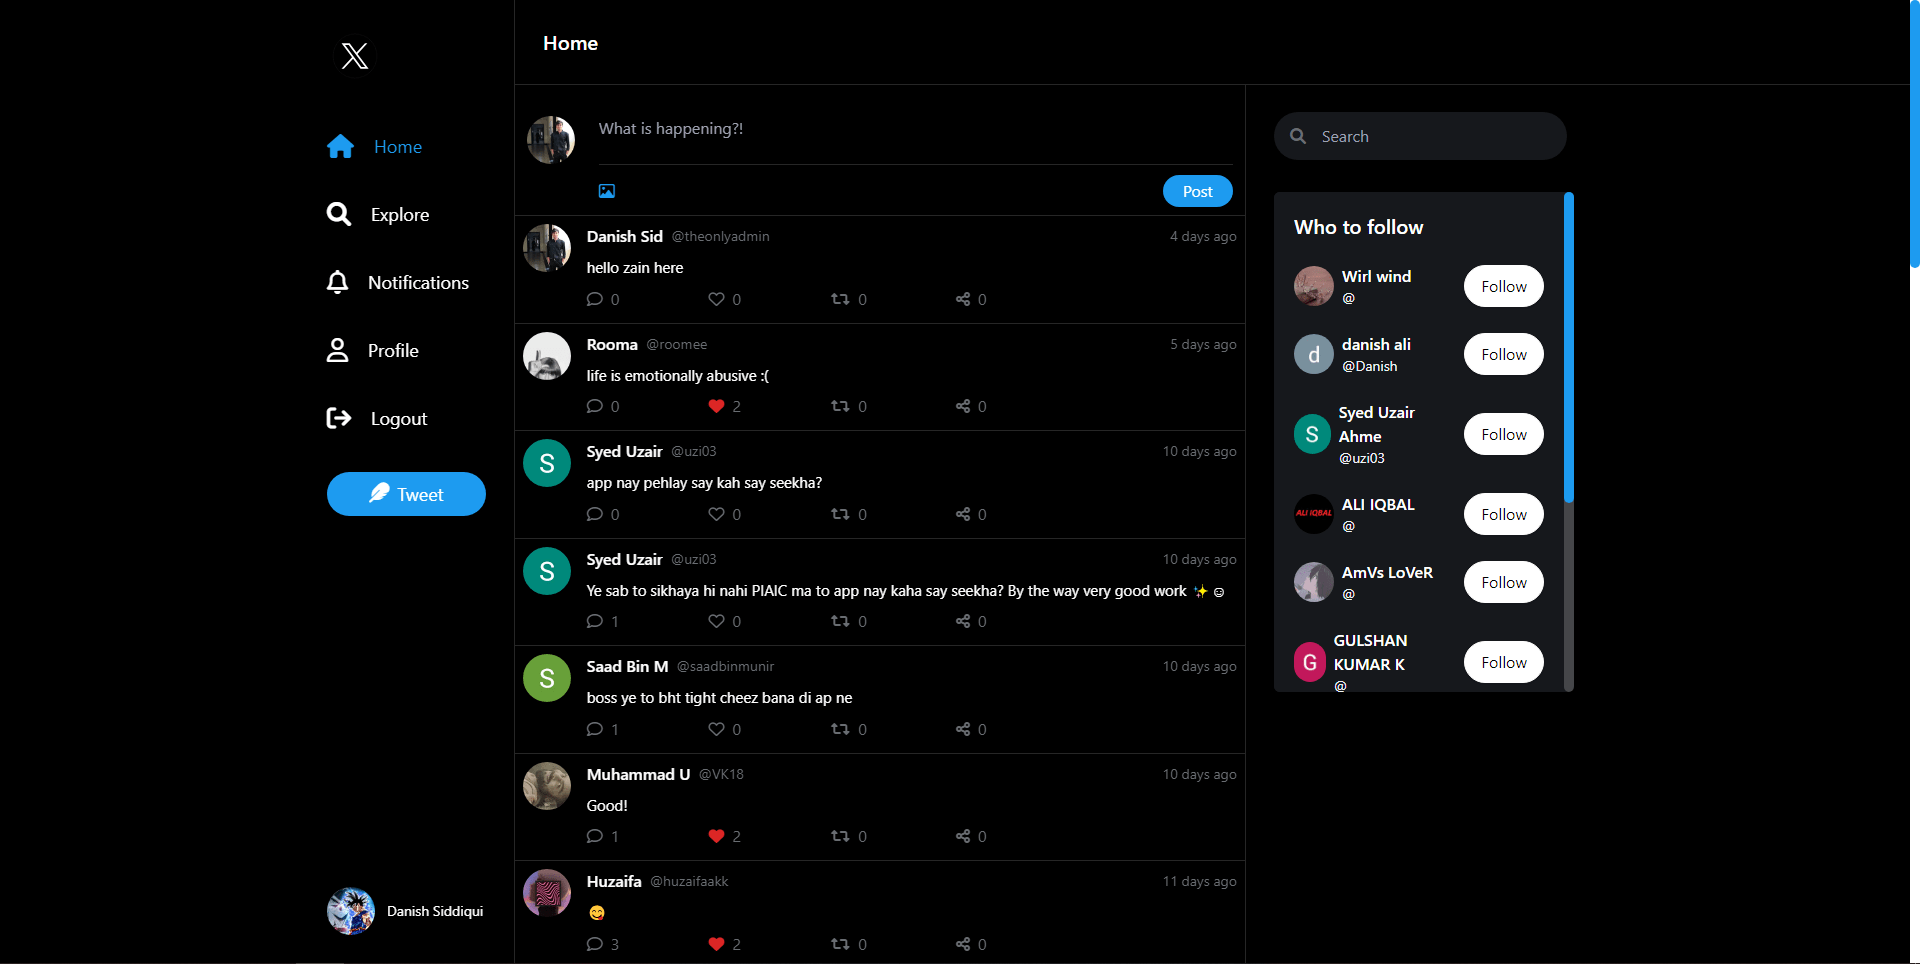 Home
Explore
Notifications
Profile
Logout
Tweet
Danish Siddiqui
Home
What is happening?!
Post
Danish Sid @theonlyadmin 4 days ago
hello zain here
0 0 0 0
Rooma @roomee 5 days ago
life is emotionally abusive :(
0 2 0 0
S
Syed Uzair @uzi03 10 days ago
app nay pehlay say kah say seekha?
0 0 0 0
S
Syed Uzair @uzi03 10 days ago
Ye sab to sikhaya hi nahi PIAIC ma to app nay kaha say seekha? By the way very good work ✨☺
1 0 0 0
S
Saad Bin M @saadbinmunir 10 days ago
boss ye to bht tight cheez bana di ap ne
1 0 0 0
Muhammad U @VK18 10 days ago
Good!
1 2 0 0
Huzaifa @huzaifaakk 11 days ago
😋
3 2 0 0
Search
Who to follow
Wirl wind
@
Follow
d
danish ali
@Danish
Follow
S
Syed Uzair
Ahme
@uzi03
Follow
ALI IQBAL
ALI IQBAL
@
Follow
AmVs LoVeR
@
Follow
G
GULSHAN
KUMAR K
@
Follow